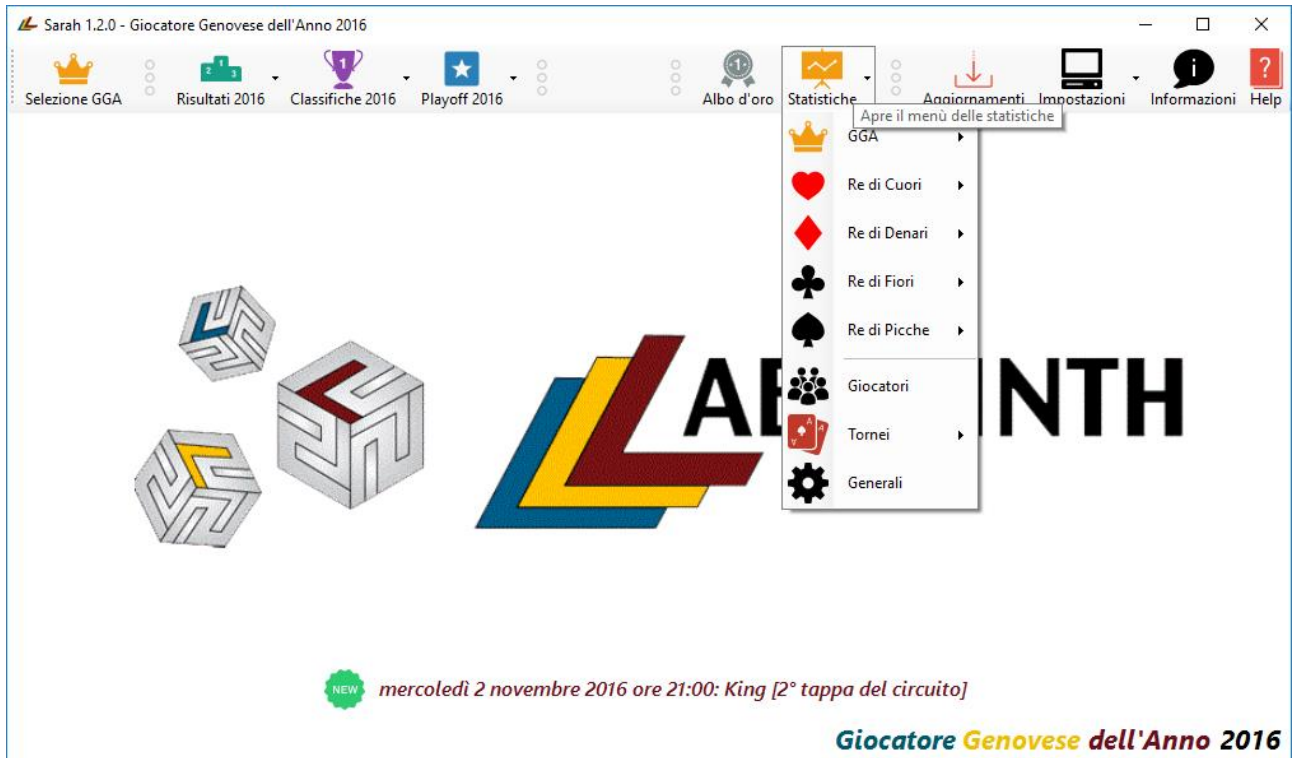 Sarah 1.2.0 - Giocatore Genovese dell'Anno 2016
Selezione GGA
Risultati 2016
Classifiche 2016
Playoff 2016
Albo d'oro
Statistiche
Aggiornamenti
Impostazioni
Informazioni
Help
Apre il menù delle statistiche
GGA
Re di Cuori
Re di Denari
Re di Fiori
Re di Picche
Giocatori
Tornei
Generali
NEW mercoledì 2 novembre 2016 ore 21:00: King [2° tappa del circuito]
Giocatore Genovese dell'Anno 2016